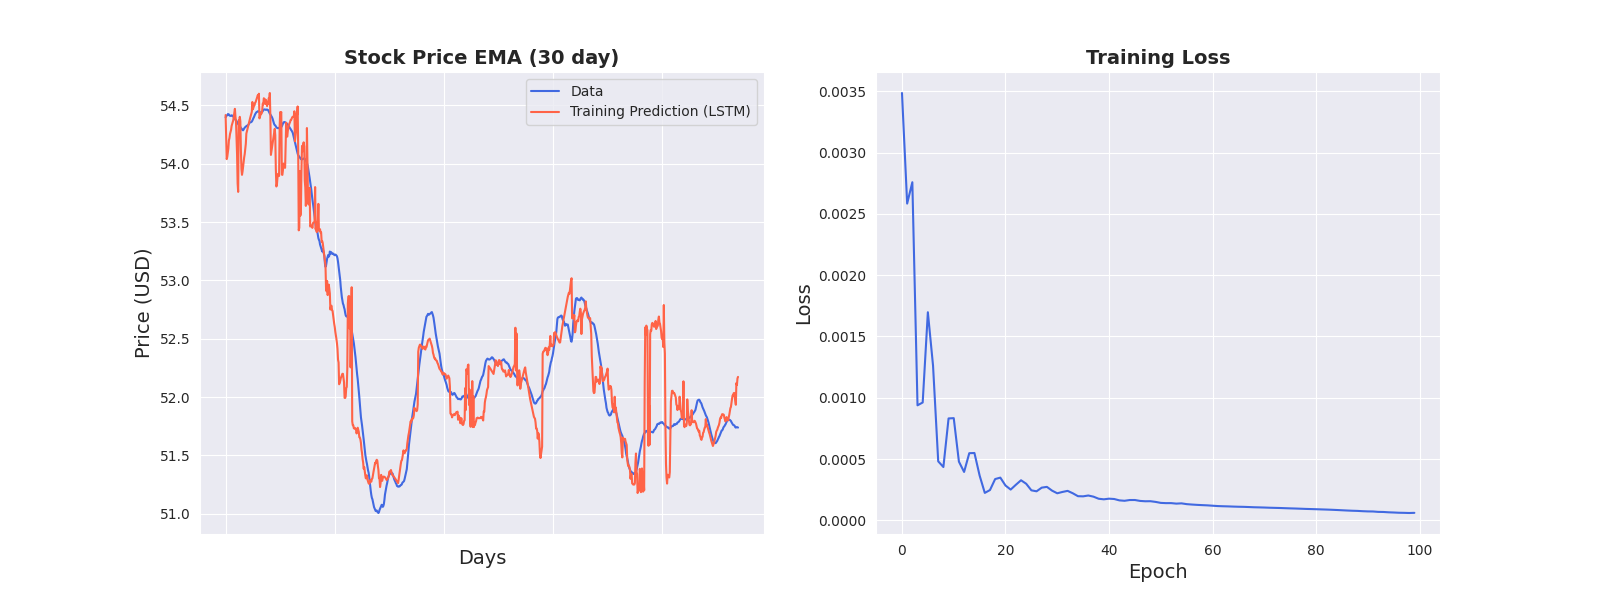 Stock Price EMA (30 day)
Data
Training Prediction (LSTM)
54.5
54.0
53.5
53.0
52.5
52.0
51.5
51.0
Price (USD)
Days
Training Loss
0.0035
0.0030
0.0025
0.0020
0.0015
0.0010
0.0005
0.0000
Loss
0 20 40 60 80 100
Epoch